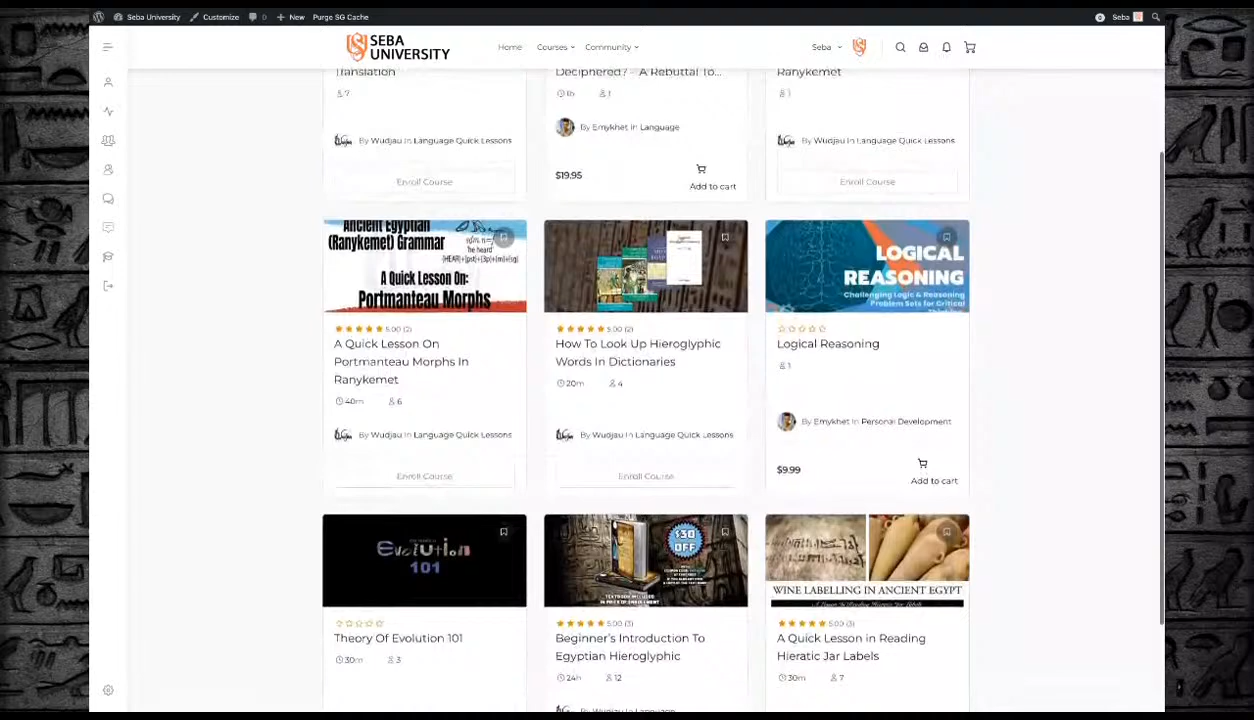 Seba University
Customize
0
New
Purge SG Cache
Seba
SEBA
UNIVERSITY
Home
Courses
Community
Seba
Translation
7
By Wudjau In Language Quick Lessons
Enroll Course
Deciphered? - A Rebuttal To...
1h
1
By Emykhet In Language
$19.95
Add to cart
Ranykemet
1
By Wudjau In Language Quick Lessons
Enroll Course
Ancient Egyptian
(Ranykemet) Grammar
A Quick Lesson On:
Portmanteau Morphs
5.00 (2)
A Quick Lesson On
Portmanteau Morphs In
Ranykemet
40m
6
By Wudjau In Language Quick Lessons
Enroll Course
5.00 (2)
How To Look Up Hieroglyphic
Words In Dictionaries
20m
4
By Wudjau In Language Quick Lessons
Enroll Course
LOGICAL
REASONING
Challenging Logic & Reasoning
Problem Sets for Critical
Logical Reasoning
1
By Emykhet In Personal Development
$9.99
Add to cart
Evolution
101
Theory Of Evolution 101
30m
3
$30
OFF
5.00 (3)
Beginner's Introduction To
Egyptian Hieroglyphic
24h
12
WINE LABELLING IN ANCIENT EGYPT
5.00 (3)
A Quick Lesson in Reading
Hieratic Jar Labels
30m
7